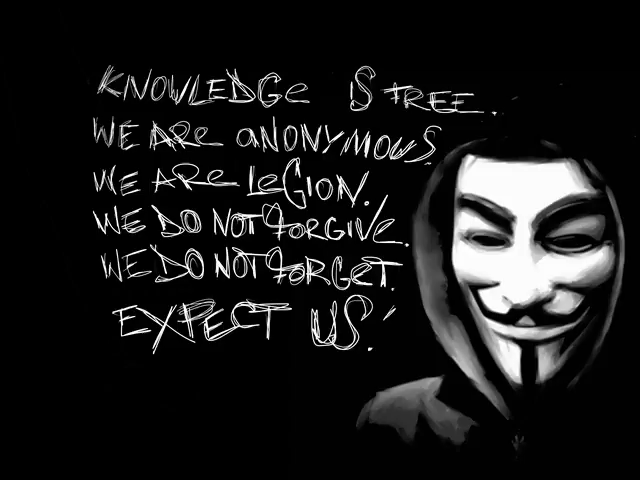 KNOWLEDGe IS FREE.
WE ARe aNONYMOUS
WE ARe LeGION.
WE DO NOT FORGIVe.
WE DO NOT FORGeT.
EXPECT US!